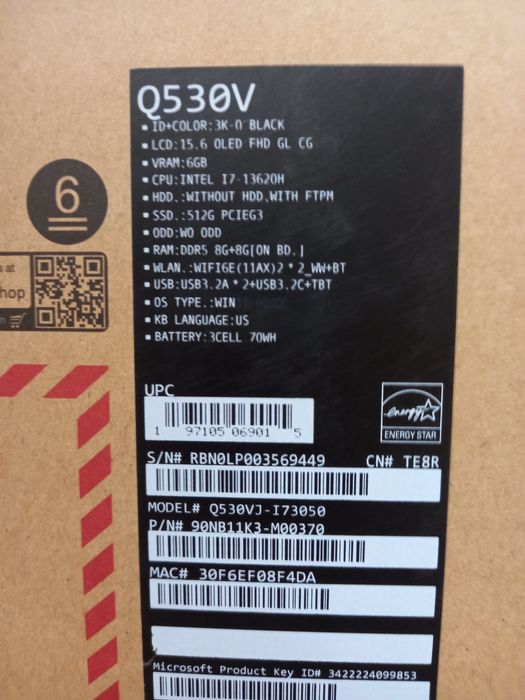 Q530V
▪ ID+COLOR:3K-0 BLACK
▪ LCD:15.6 OLED FHD GL CG
▪ VRAM:6GB
▪ CPU:INTEL I7-13620H
▪ HDD.:WITHOUT HDD,WITH FTPM
▪ SSD.:512G PCIEG3
▪ ODD:WO ODD
▪ RAM:DDR5 8G+8G[ON BD.]
▪ WLAN.:WIFI6E(11AX)2*2_WW+BT
▪ USB:USB3.2A*2+USB3.2C+TBT
▪ OS TYPE.:WIN
▪ KB LANGUAGE:US
▪ BATTERY:3CELL 70WH
6
s at
hop
UPC
1 97105 06901 5
energy
ENERGY STAR
S/N# RBN0LP003569449 CN# TE8R
MODEL# Q530VJ-I73050
P/N# 90NB11K3-M00370
MAC# 30F6EF08F4DA
Microsoft Product Key ID# 3422224099853